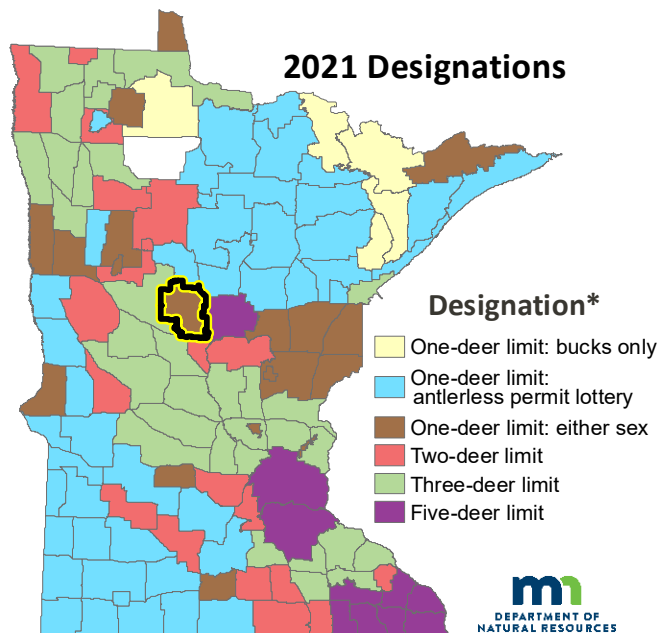 2021 Designations
Designation*
One-deer limit: bucks only
One-deer limit:
antlerless permit lottery
One-deer limit: either sex
Two-deer limit
Three-deer limit
Five-deer limit
mn
DEPARTMENT OF
NATURAL RESOURCES